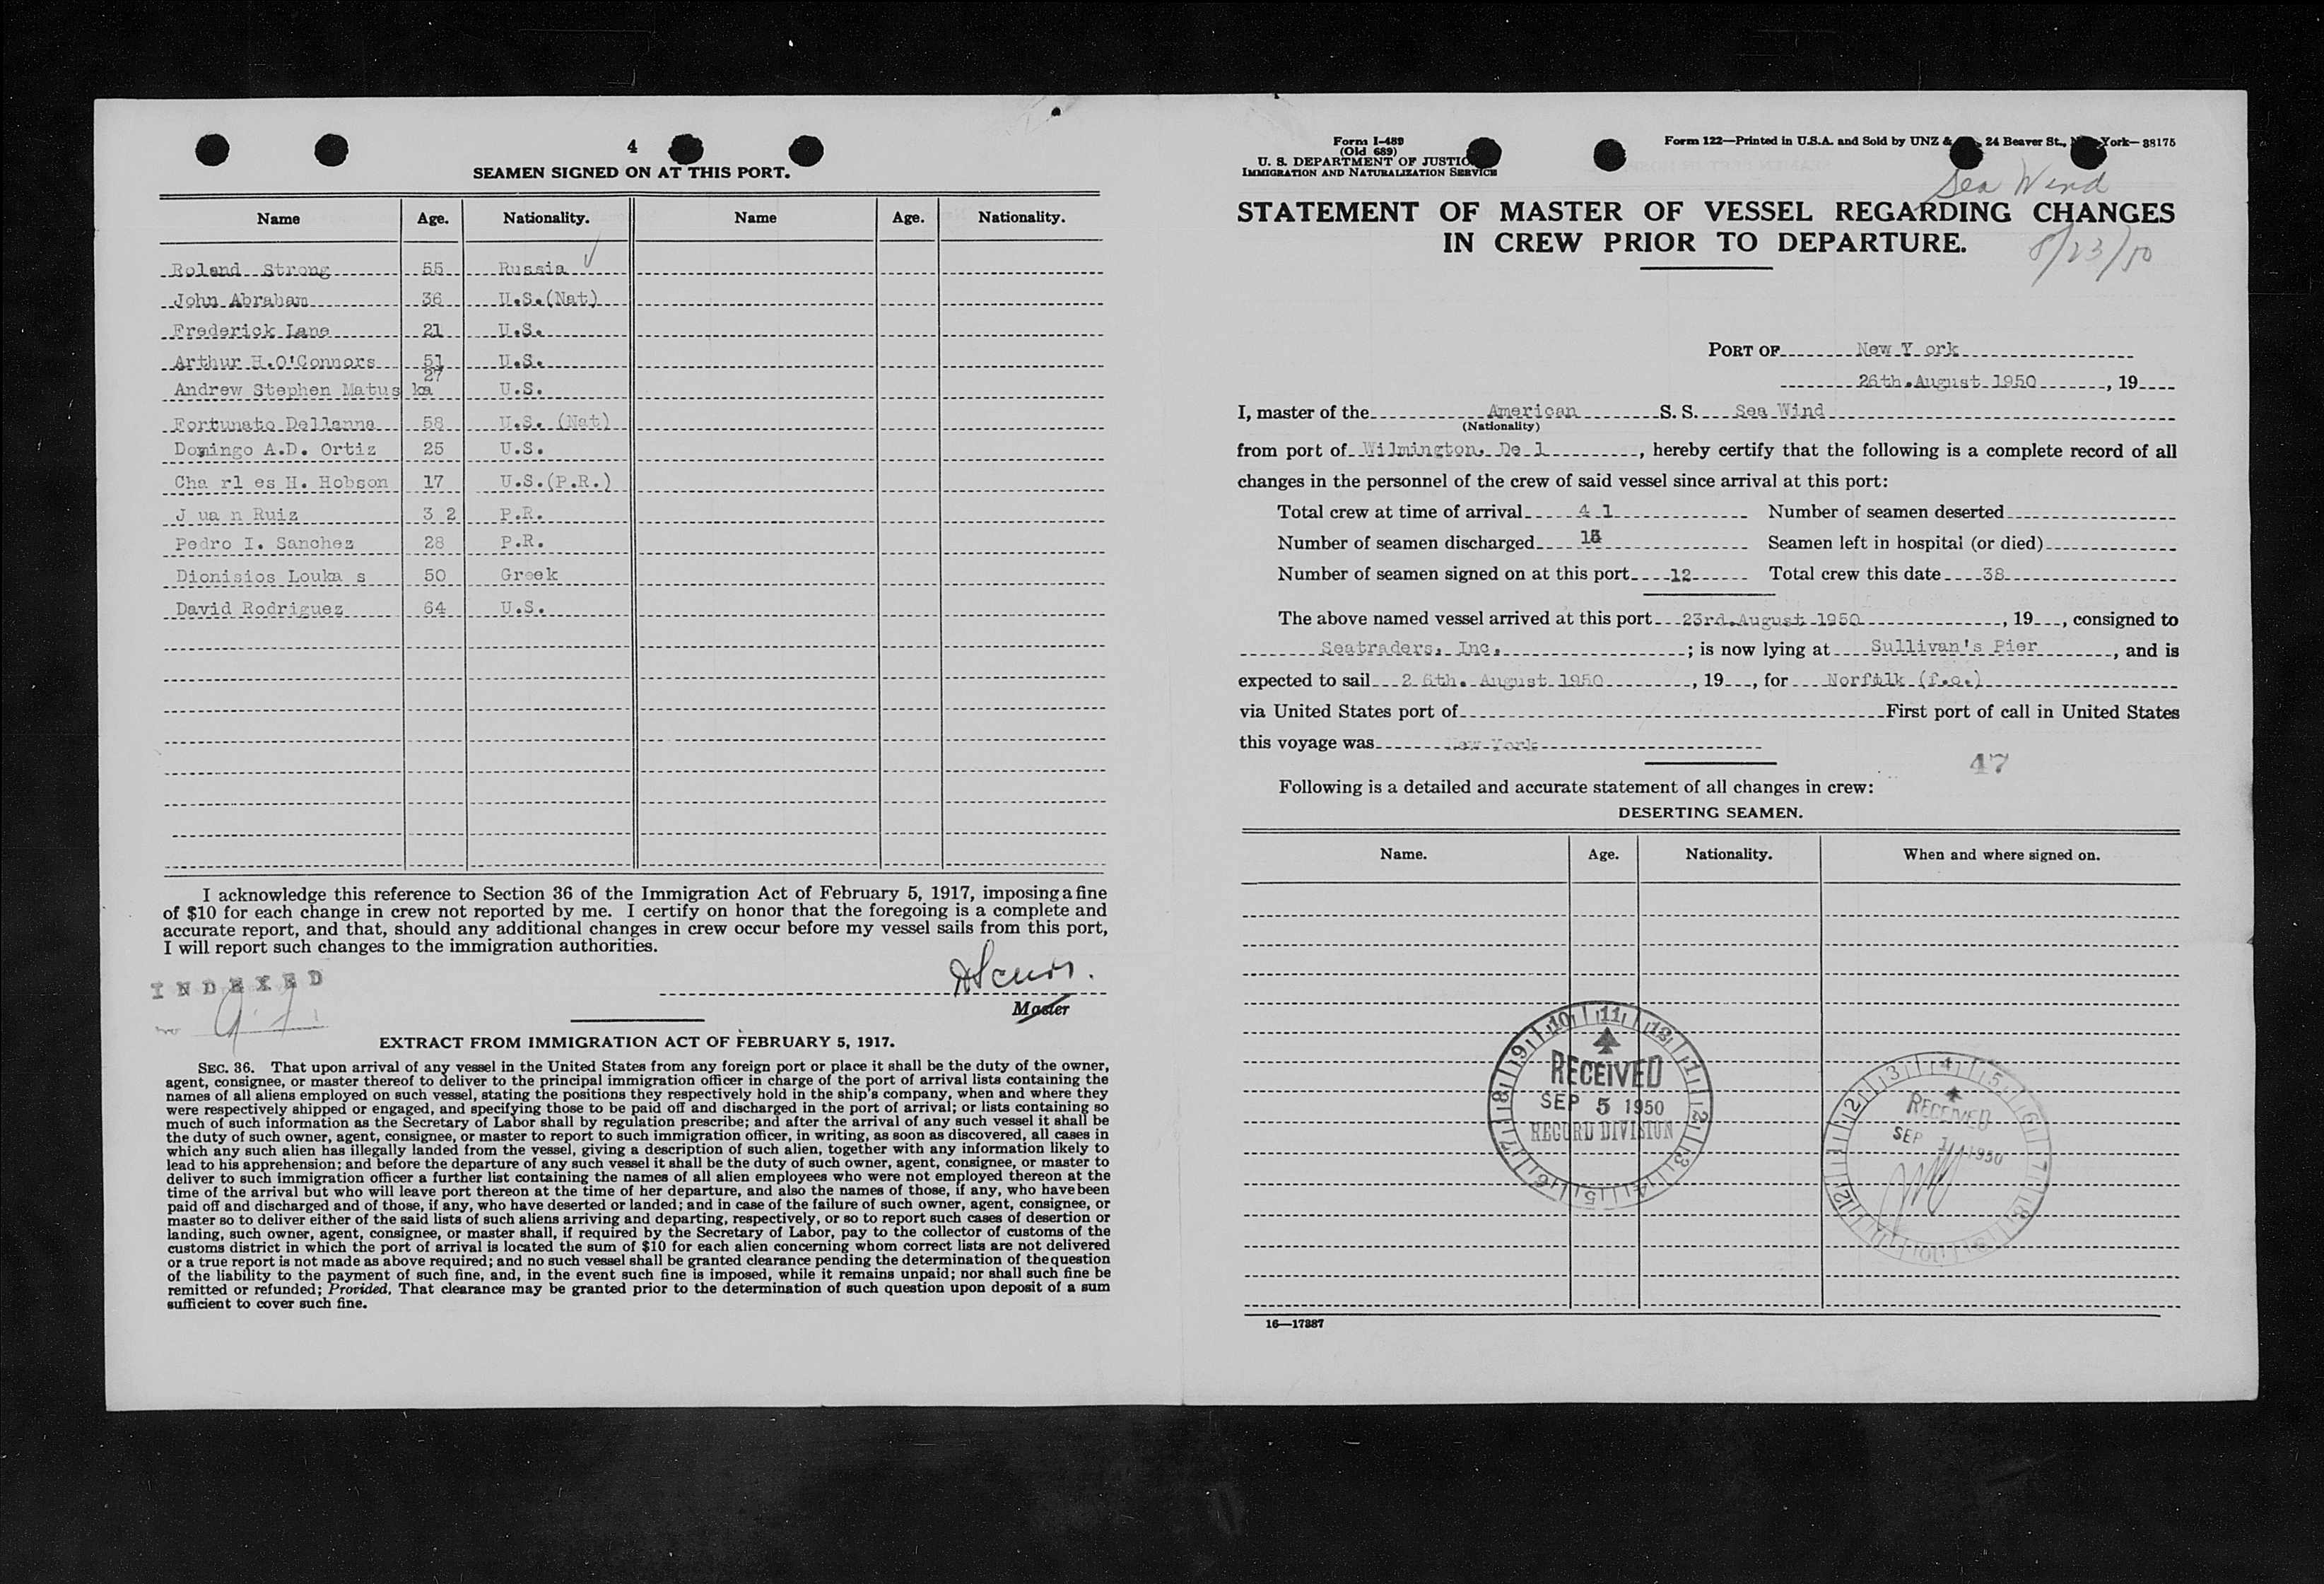 4
SEAMEN SIGNED ON AT THIS PORT.
Name Age. Nationality. Name Age. Nationality.
Roland Strong 55 Russia ✓
John Abraham 36 U.S.(Nat)
Frederick Lane 21 U.S.
Arthur H.O'Connors 51 U.S.
Andrew Stephen Matus ka 27 U.S.
Fortunato Dellanna 58 U.S. (Nat)
Domingo A.D. Ortiz 25 U.S.
Cha rl es H. Hobson 17 U.S.(P.R.)
J ua n Ruiz 3 2 P.R.
Pedro I. Sanchez 28 P.R.
Dionisios Louka s 50 Greek
David Rodriguez 64 U.S.
I acknowledge this reference to Section 36 of the Immigration Act of February 5, 1917, imposing a fine
of $10 for each change in crew not reported by me. I certify on honor that the foregoing is a complete and
accurate report, and that, should any additional changes in crew occur before my vessel sails from this port,
I will report such changes to the immigration authorities.
INDEXED
Master
EXTRACT FROM IMMIGRATION ACT OF FEBRUARY 5, 1917.
SEC. 36. That upon arrival of any vessel in the United States from any foreign port or place it shall be the duty of the owner,
agent, consignee, or master thereof to deliver to the principal immigration officer in charge of the port of arrival lists containing the
names of all aliens employed on such vessel, stating the positions they respectively hold in the ship's company, when and where they
were respectively shipped or engaged, and specifying those to be paid off and discharged in the port of arrival; or lists containing so
much of such information as the Secretary of Labor shall by regulation prescribe; and after the arrival of any such vessel it shall be
the duty of such owner, agent, consignee, or master to report to such immigration officer, in writing, as soon as discovered, all cases in
which any such alien has illegally landed from the vessel, giving a description of such alien, together with any information likely to
lead to his apprehension; and before the departure of any such vessel it shall be the duty of such owner, agent, consignee, or master to
deliver to such immigration officer a further list containing the names of all alien employees who were not employed thereon at the
time of the arrival but who will leave port thereon at the time of her departure, and also the names of those, if any, who have been
paid off and discharged and of those, if any, who have deserted or landed; and in case of the failure of such owner, agent, consignee, or
master so to deliver either of the said lists of such aliens arriving and departing, respectively, or so to report such cases of desertion or
landing, such owner, agent, consignee, or master shall, if required by the Secretary of Labor, pay to the collector of customs of the
customs district in which the port of arrival is located the sum of $10 for each alien concerning whom correct lists are not delivered
or a true report is not made as above required; and no such vessel shall be granted clearance pending the determination of the question
of the liability to the payment of such fine, and, in the event such fine is imposed, while it remains unpaid; nor shall such fine be
remitted or refunded; Provided, That clearance may be granted prior to the determination of such question upon deposit of a sum
sufficient to cover such fine.
Form I-489
(Old 689)
U. S. DEPARTMENT OF JUSTIC
IMMIGRATION AND NATURALIZATION SERVICE
Form 122—Printed in U.S.A. and Sold by UNZ & 24 Beaver St., York—38175
Sea Wind
STATEMENT OF MASTER OF VESSEL REGARDING CHANGES
IN CREW PRIOR TO DEPARTURE.
8/23/50
PORT OF New Y ork
26th.August 1950, 19
I, master of the American S. S. Sea Wind
(Nationality)
from port of Wilmington, De l, hereby certify that the following is a complete record of all
changes in the personnel of the crew of said vessel since arrival at this port:
Total crew at time of arrival 4 1 Number of seamen deserted
Number of seamen discharged 15 Seamen left in hospital (or died)
Number of seamen signed on at this port 12 Total crew this date 38
The above named vessel arrived at this port 23rd.August 1950, 19, consigned to
Seatraders, Inc.; is now lying at Sullivan's Pier, and is
expected to sail 2 6th. August 1950, 19, for Norfolk (f.o.)
via United States port of First port of call in United States
this voyage was New York
47
Following is a detailed and accurate statement of all changes in crew:
DESERTING SEAMEN.
Name. Age. Nationality. When and where signed on.
RECEIVED
SEP 5 1950
RECORD DIVISION
RECEIVED
SEP 1950
16—17387